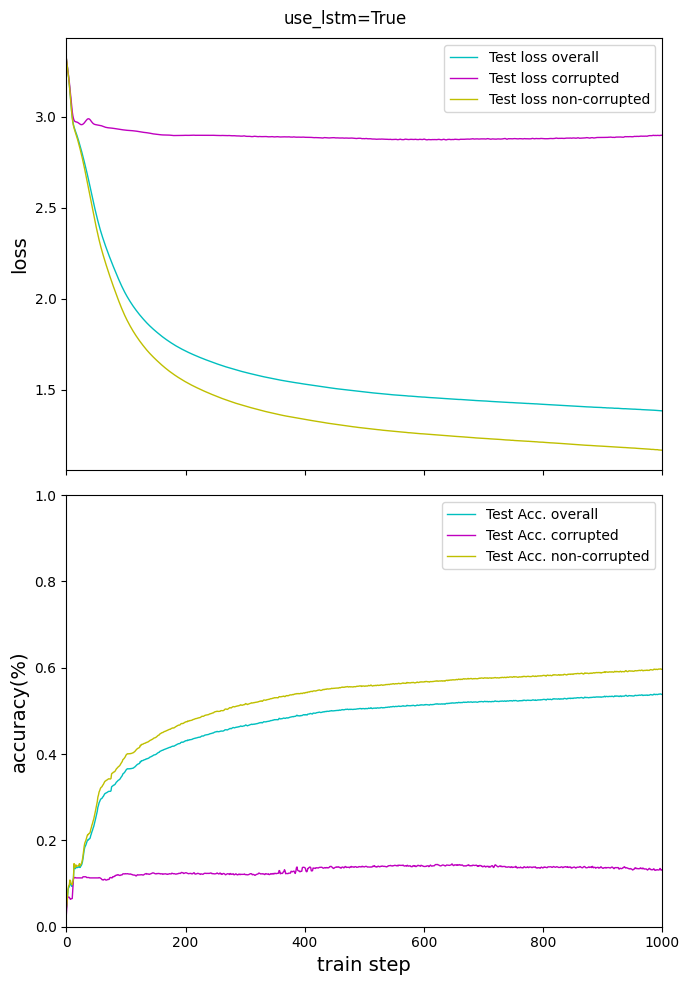 use_lstm=True
Test loss overall
Test loss corrupted
Test loss non-corrupted
3.0
2.5
2.0
1.5
loss
Test Acc. overall
Test Acc. corrupted
Test Acc. non-corrupted
1.0
0.8
0.6
0.4
0.2
0.0
accuracy(%)
0 200 400 600 800 1000
train step